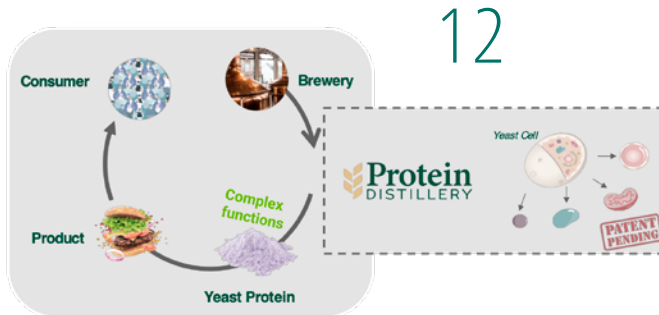 12
Consumer
Brewery
Yeast Cell
Protein
DISTILLERY
PATENT
PENDING
Complex
functions
Product
Yeast Protein